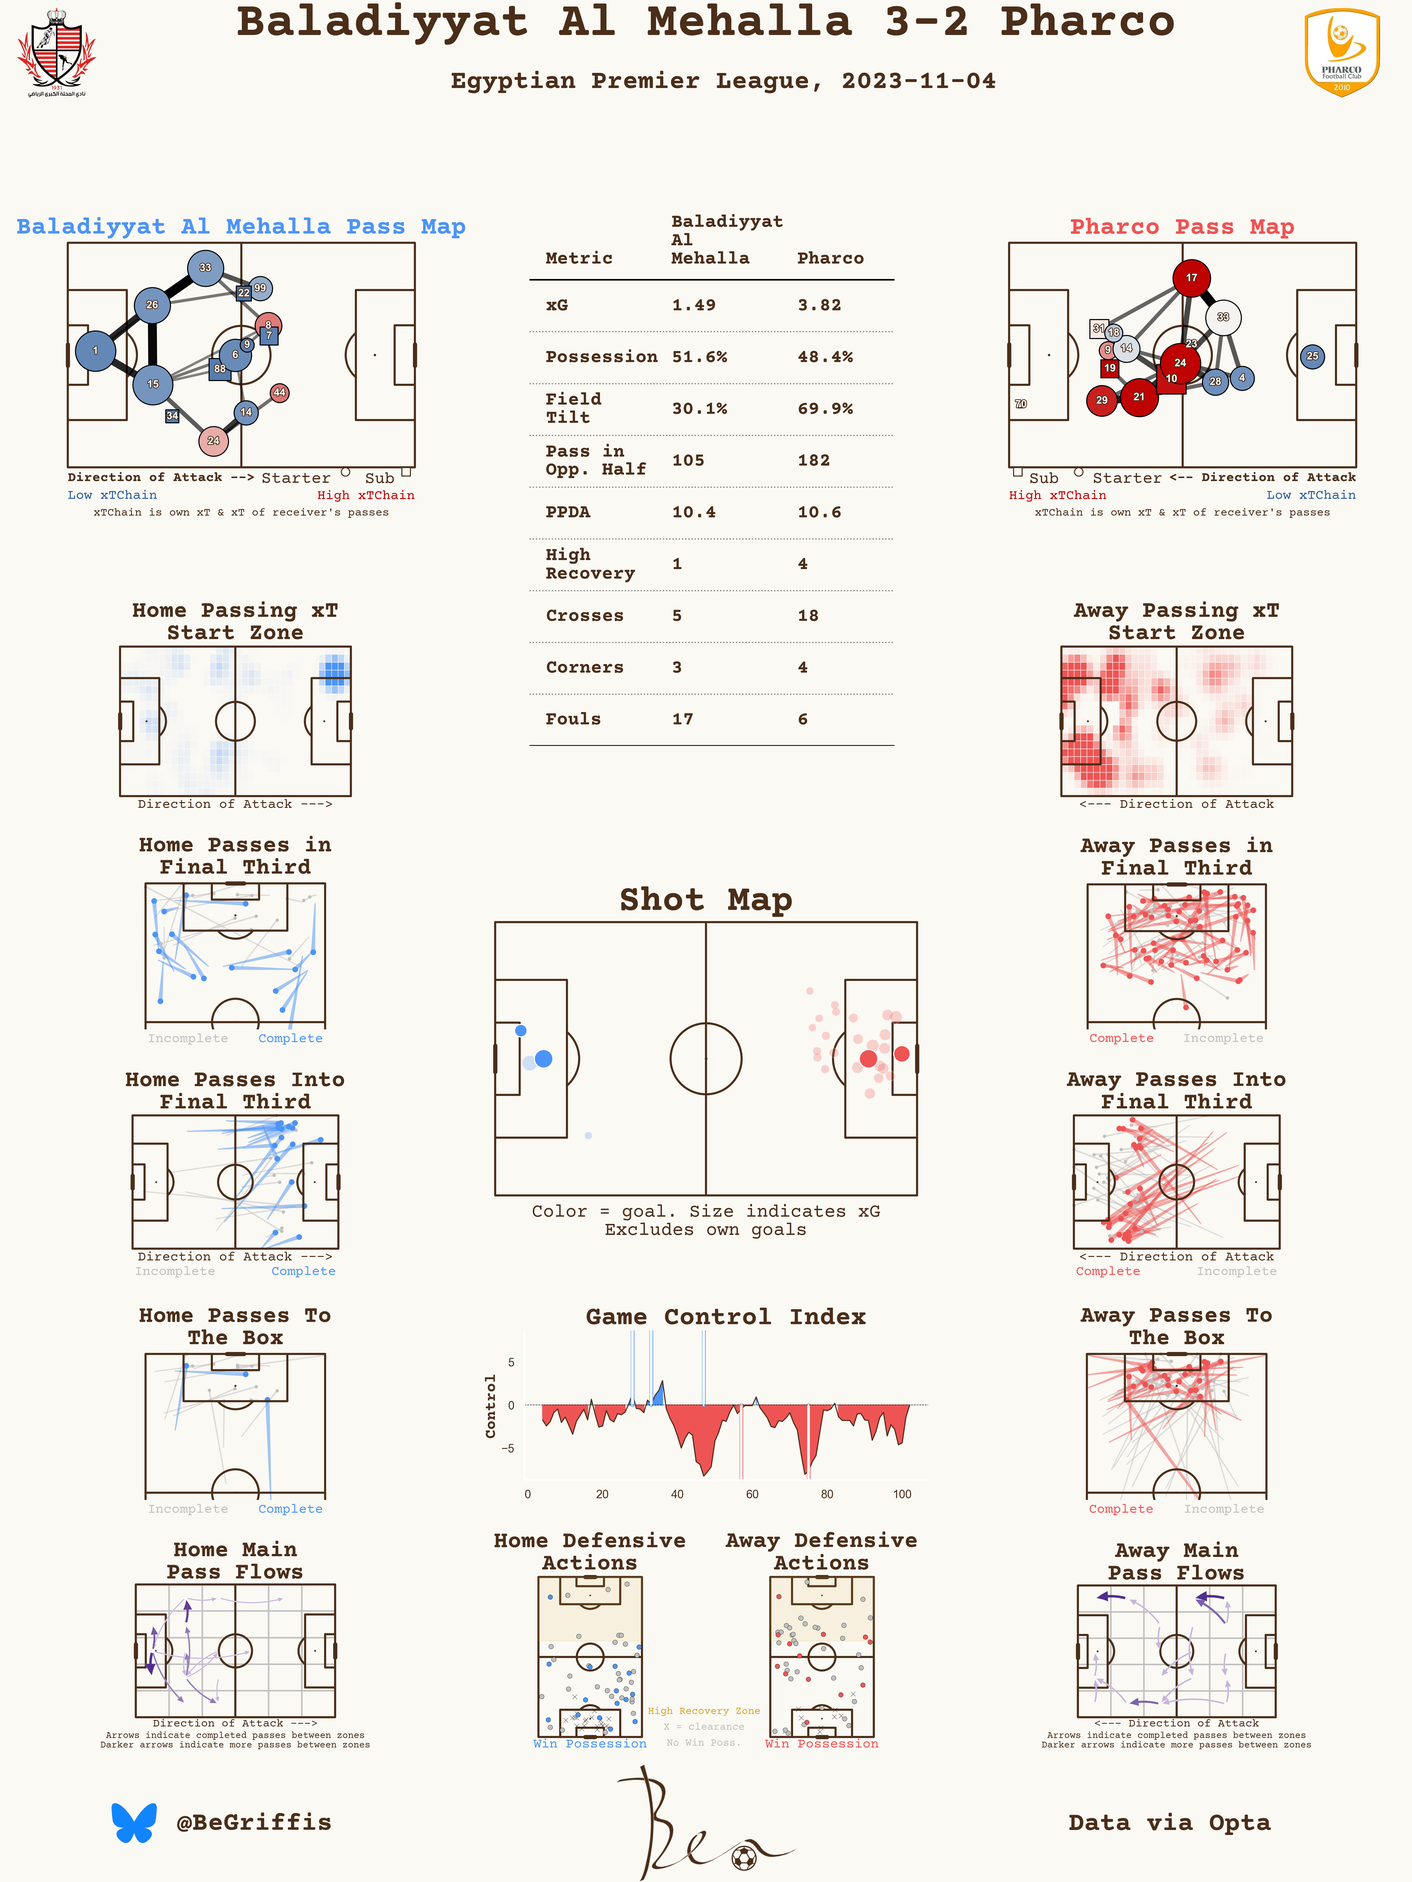 Baladiyyat Al Mehalla 3-2 Pharco
Egyptian Premier League, 2023-11-04
1931
نادي المحلة الكبرى الرياضي
PHARCO
Football Club
2010
Baladiyyat Al Mehalla Pass Map
33
99
22
26
8
7
9
1
6
88
15
44
34
14
24
Direction of Attack --> Starter Sub
Low xTChain High xTChain
xTChain is own xT & xT of receiver's passes
Metric Baladiyyat Al Mehalla Pharco
xG 1.49 3.82
Possession 51.6% 48.4%
Field Tilt 30.1% 69.9%
Pass in Opp. Half 105 182
PPDA 10.4 10.6
High Recovery 1 4
Crosses 5 18
Corners 3 4
Fouls 17 6
Pharco Pass Map
17
33
31
18
23
9
14
25
24
19
10
28
4
29
21
70
Sub Starter <-- Direction of Attack
High xTChain Low xTChain
xTChain is own xT & xT of receiver's passes
Home Passing xT
Start Zone
Direction of Attack --->
Away Passing xT
Start Zone
<--- Direction of Attack
Home Passes in
Final Third
Incomplete Complete
Away Passes in
Final Third
Complete Incomplete
Shot Map
Color = goal. Size indicates xG
Excludes own goals
Home Passes Into
Final Third
Direction of Attack --->
Incomplete Complete
Away Passes Into
Final Third
<--- Direction of Attack
Complete Incomplete
Home Passes To
The Box
Incomplete Complete
Game Control Index
Control
5
0
−5
0 20 40 60 80 100
Away Passes To
The Box
Complete Incomplete
Home Main
Pass Flows
Direction of Attack --->
Arrows indicate completed passes between zones
Darker arrows indicate more passes between zones
Home Defensive
Actions
Win Possession
High Recovery Zone
X = clearance
No Win Poss.
Away Defensive
Actions
Win Possession
Away Main
Pass Flows
<--- Direction of Attack
Arrows indicate completed passes between zones
Darker arrows indicate more passes between zones
@BeGriffis
Ben
Data via Opta